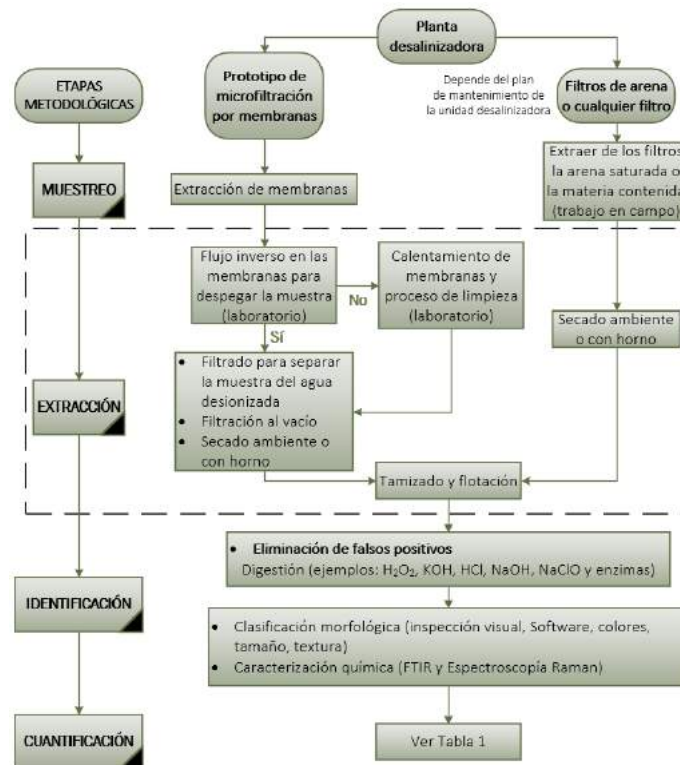 Planta
desalinizadora
ETAPAS
METODOLÓGICAS
Prototipo de
microfiltración
por membranas
Depende del plan
de mantenimiento de
la unidad desalinizadora
Filtros de arena
o cualquier filtro
MUESTREO
Extracción de membranas
Extraer de los filtros
la arena saturada o
la materia contenida
(trabajo en campo)
Flujo inverso en las
membranas para
despegar la muestra
(laboratorio)
No
Calentamiento de
membranas y
proceso de limpieza
(laboratorio)
Secado ambiente
o con horno
Sí
EXTRACCIÓN
• Filtrado para separar
la muestra del agua
desionizada
• Filtración al vacío
• Secado ambiente o
con horno
Tamizado y flotación
• Eliminación de falsos positivos
Digestión (ejemplos: H₂O₂, KOH, HCl, NaOH, NaClO y enzimas)
IDENTIFICACIÓN
• Clasificación morfológica (inspección visual, Software, colores,
tamaño, textura)
• Caracterización química (FTIR y Espectroscopía Raman)
CUANTIFICACIÓN
Ver Tabla 1